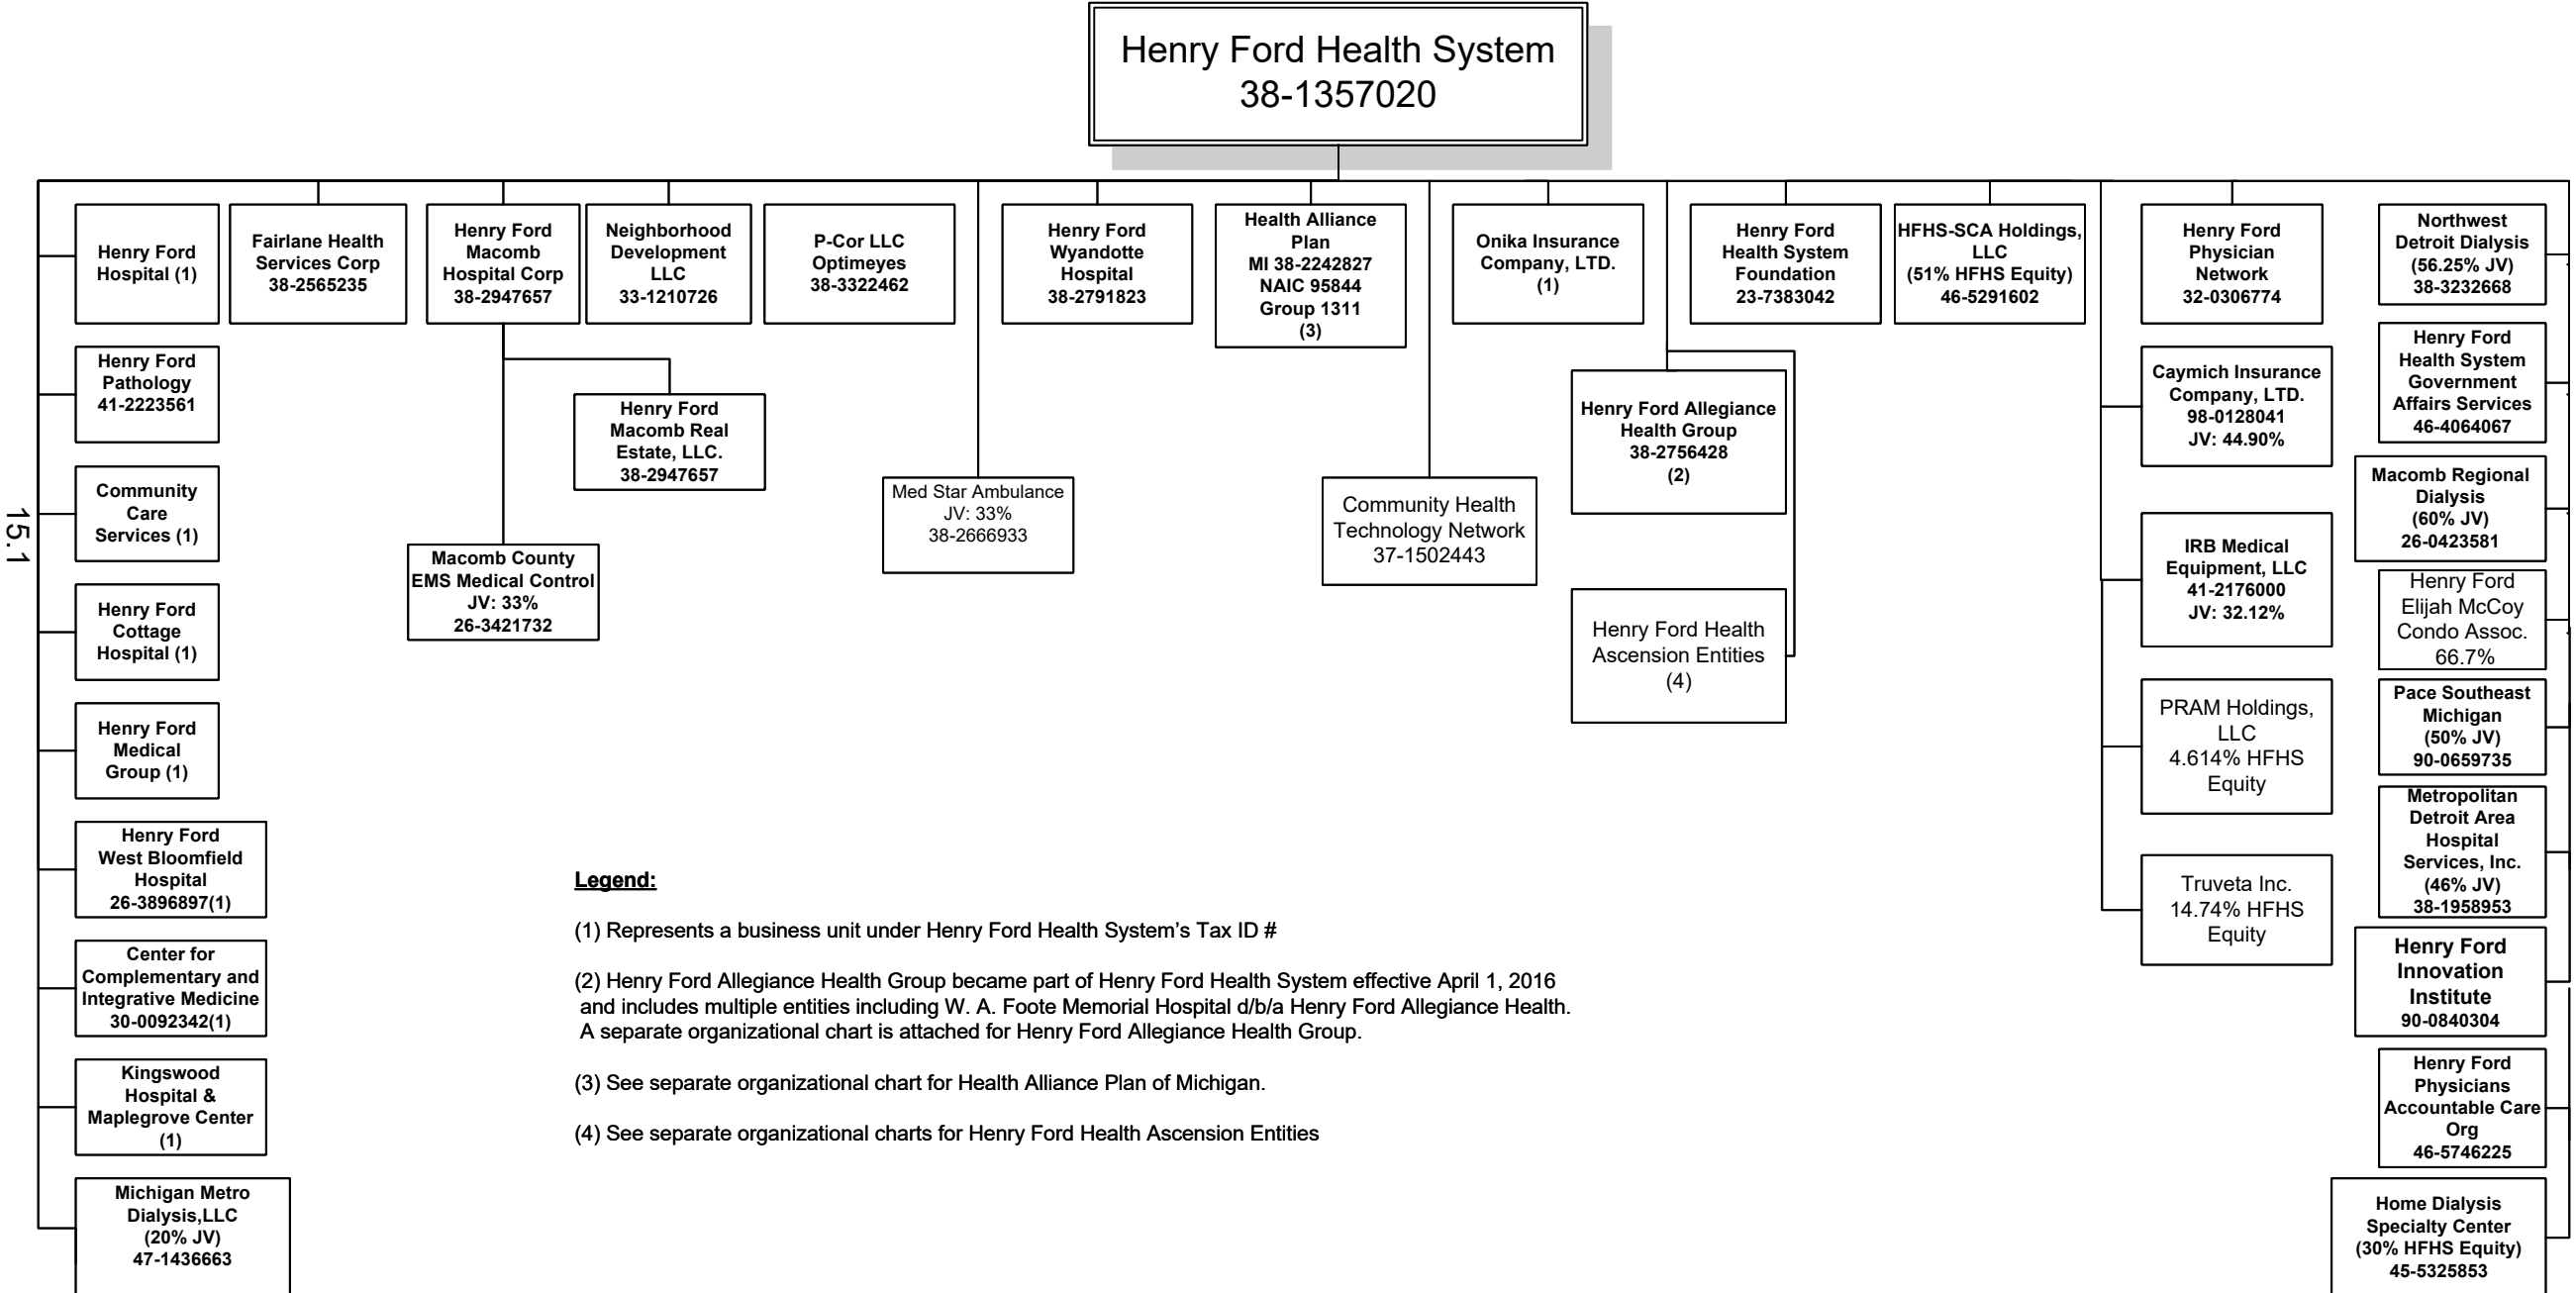 Henry Ford Health System
38-1357020
Henry Ford
Hospital (1)
Fairlane Health
Services Corp
38-2565235
Henry Ford
Macomb
Hospital Corp
38-2947657
Neighborhood
Development
LLC
33-1210726
P-Cor LLC
Optimeyes
38-3322462
Henry Ford
Wyandotte
Hospital
38-2791823
Health Alliance
Plan
MI 38-2242827
NAIC 95844
Group 1311
(3)
Onika Insurance
Company, LTD.
(1)
Henry Ford
Health System
Foundation
23-7383042
HFHS-SCA Holdings,
LLC
(51% HFHS Equity)
46-5291602
Henry Ford
Physician
Network
32-0306774
Northwest
Detroit Dialysis
(56.25% JV)
38-3232668
Henry Ford
Pathology
41-2223561
Henry Ford
Macomb Real
Estate, LLC.
38-2947657
Henry Ford Allegiance
Health Group
38-2756428
(2)
Caymich Insurance
Company, LTD.
98-0128041
JV: 44.90%
Henry Ford
Health System
Government
Affairs Services
46-4064067
Community
Care
Services (1)
Macomb County
EMS Medical Control
JV: 33%
26-3421732
Med Star Ambulance
JV: 33%
38-2666933
Community Health
Technology Network
37-1502443
Henry Ford Health
Ascension Entities
(4)
IRB Medical
Equipment, LLC
41-2176000
JV: 32.12%
Macomb Regional
Dialysis
(60% JV)
26-0423581
15.1
Henry Ford
Cottage
Hospital (1)
Henry Ford
Elijah McCoy
Condo Assoc.
66.7%
Henry Ford
Medical
Group (1)
PRAM Holdings,
LLC
4.614% HFHS
Equity
Pace Southeast
Michigan
(50% JV)
90-0659735
Henry Ford
West Bloomfield
Hospital
26-3896897(1)
Truveta Inc.
14.74% HFHS
Equity
Metropolitan
Detroit Area
Hospital
Services, Inc.
(46% JV)
38-1958953
Center for
Complementary and
Integrative Medicine
30-0092342(1)
Henry Ford
Innovation
Institute
90-0840304
Kingswood
Hospital &
Maplegrove Center
(1)
Henry Ford
Physicians
Accountable Care
Org
46-5746225
Michigan Metro
Dialysis,LLC
(20% JV)
47-1436663
Home Dialysis
Specialty Center
(30% HFHS Equity)
45-5325853
Legend:
(1) Represents a business unit under Henry Ford Health System’s Tax ID #
(2) Henry Ford Allegiance Health Group became part of Henry Ford Health System effective April 1, 2016
and includes multiple entities including W. A. Foote Memorial Hospital d/b/a Henry Ford Allegiance Health.
A separate organizational chart is attached for Henry Ford Allegiance Health Group.
(3) See separate organizational chart for Health Alliance Plan of Michigan.
(4) See separate organizational charts for Henry Ford Health Ascension Entities